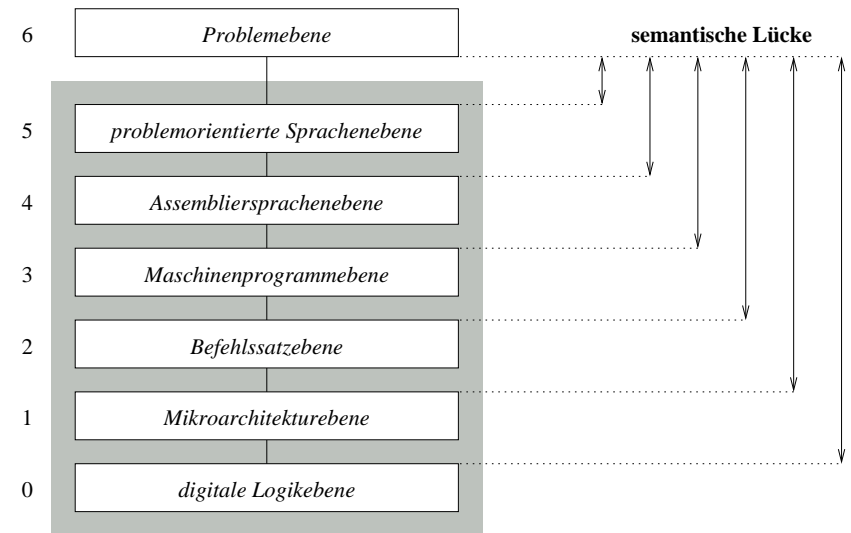 6 Problemebene semantische Lücke
5 problemorientierte Sprachenebene
4 Assembliersprachenebene
3 Maschinenprogrammebene
2 Befehlssatzebene
1 Mikroarchitekturebene
0 digitale Logikebene